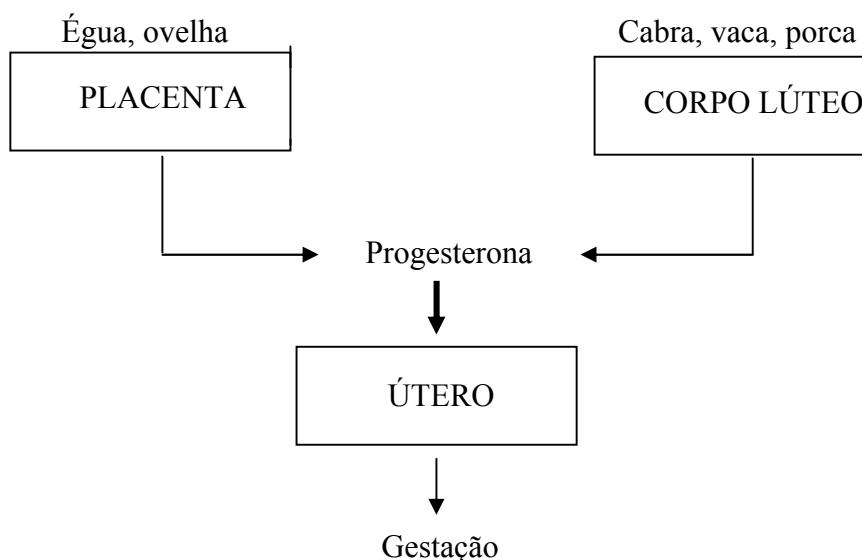 Égua, ovelha
Cabra, vaca, porca
PLACENTA
CORPO LÚTEO
Progesterona
ÚTERO
Gestação